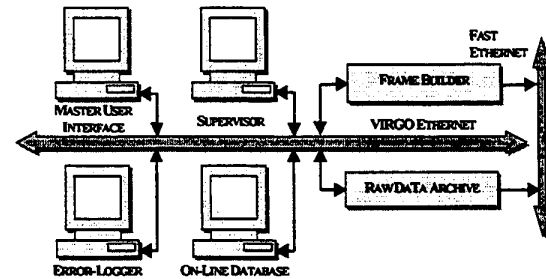 FAST
ETHERNET
FRAME BUILDER
MASTER USER
INTERFACE
SUPERVISOR
VIRGO ETHERNET
RAWDATA ARCHIVE
ERROR-LOGGER
ON-LINE DATABASE